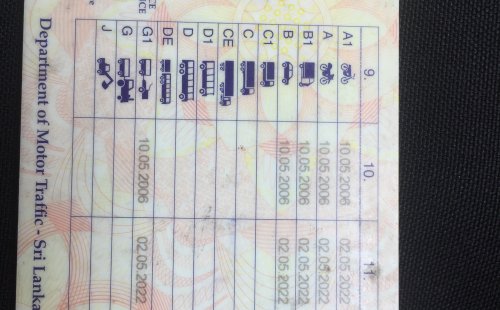 9. 10. 11
A1 10.05.2006 02.05.2022
A 10.05.2006 02.05.2022
B1 10.05.2006 02.05.2022
B 10.05.2006 02.05.2022
C1
C
CE
D1
D
DE
G1 10.05.2006 02.05.2022
G
J
Department of Motor Traffic - Sri Lanka